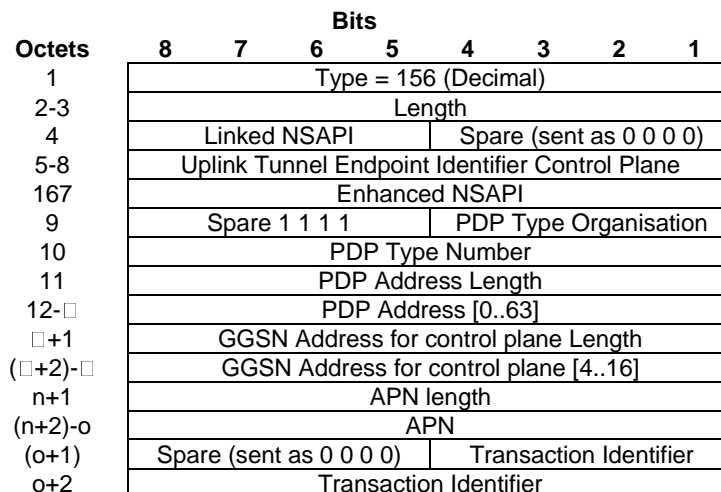 Bits
Octets 8 7 6 5 4 3 2 1
1 Type = 156 (Decimal)
2-3 Length
4 Linked NSAPI Spare (sent as 0 0 0 0)
5-8 Uplink Tunnel Endpoint Identifier Control Plane
167 Enhanced NSAPI
9 Spare 1 1 1 1 PDP Type Organisation
10 PDP Type Number
11 PDP Address Length
12-□ PDP Address [0..63]
□+1 GGSN Address for control plane Length
(□+2)-□ GGSN Address for control plane [4..16]
n+1 APN length
(n+2)-o APN
(o+1) Spare (sent as 0 0 0 0) Transaction Identifier
o+2 Transaction Identifier